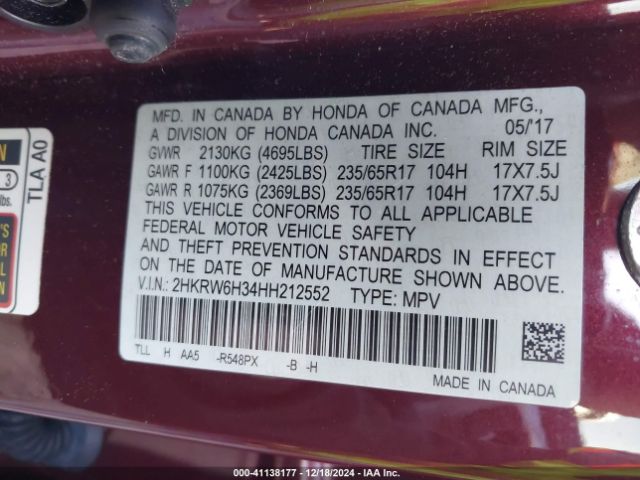 MFD. IN CANADA BY HONDA OF CANADA MFG.,
A DIVISION OF HONDA CANADA INC. 05/'17
GVWR 2130KG (4695LBS) TIRE SIZE RIM SIZE
GAWR F 1100KG (2425LBS) 235/65R17 104H 17X7.5J
GAWR R 1075KG (2369LBS) 235/65R17 104H 17X7.5J
THIS VEHICLE CONFORMS TO ALL APPLICABLE
FEDERAL MOTOR VEHICLE SAFETY
AND THEFT PREVENTION STANDARDS IN EFFECT
ON THE DATE OF MANUFACTURE SHOWN ABOVE.
V.I.N.: 2HKRW6H34HH212552 TYPE: MPV
TLL H AA5 -R548PX -B -H
MADE IN CANADA
TLA A0
3
lbs.
000-41138177 - 12/18/2024 - IAA Inc.